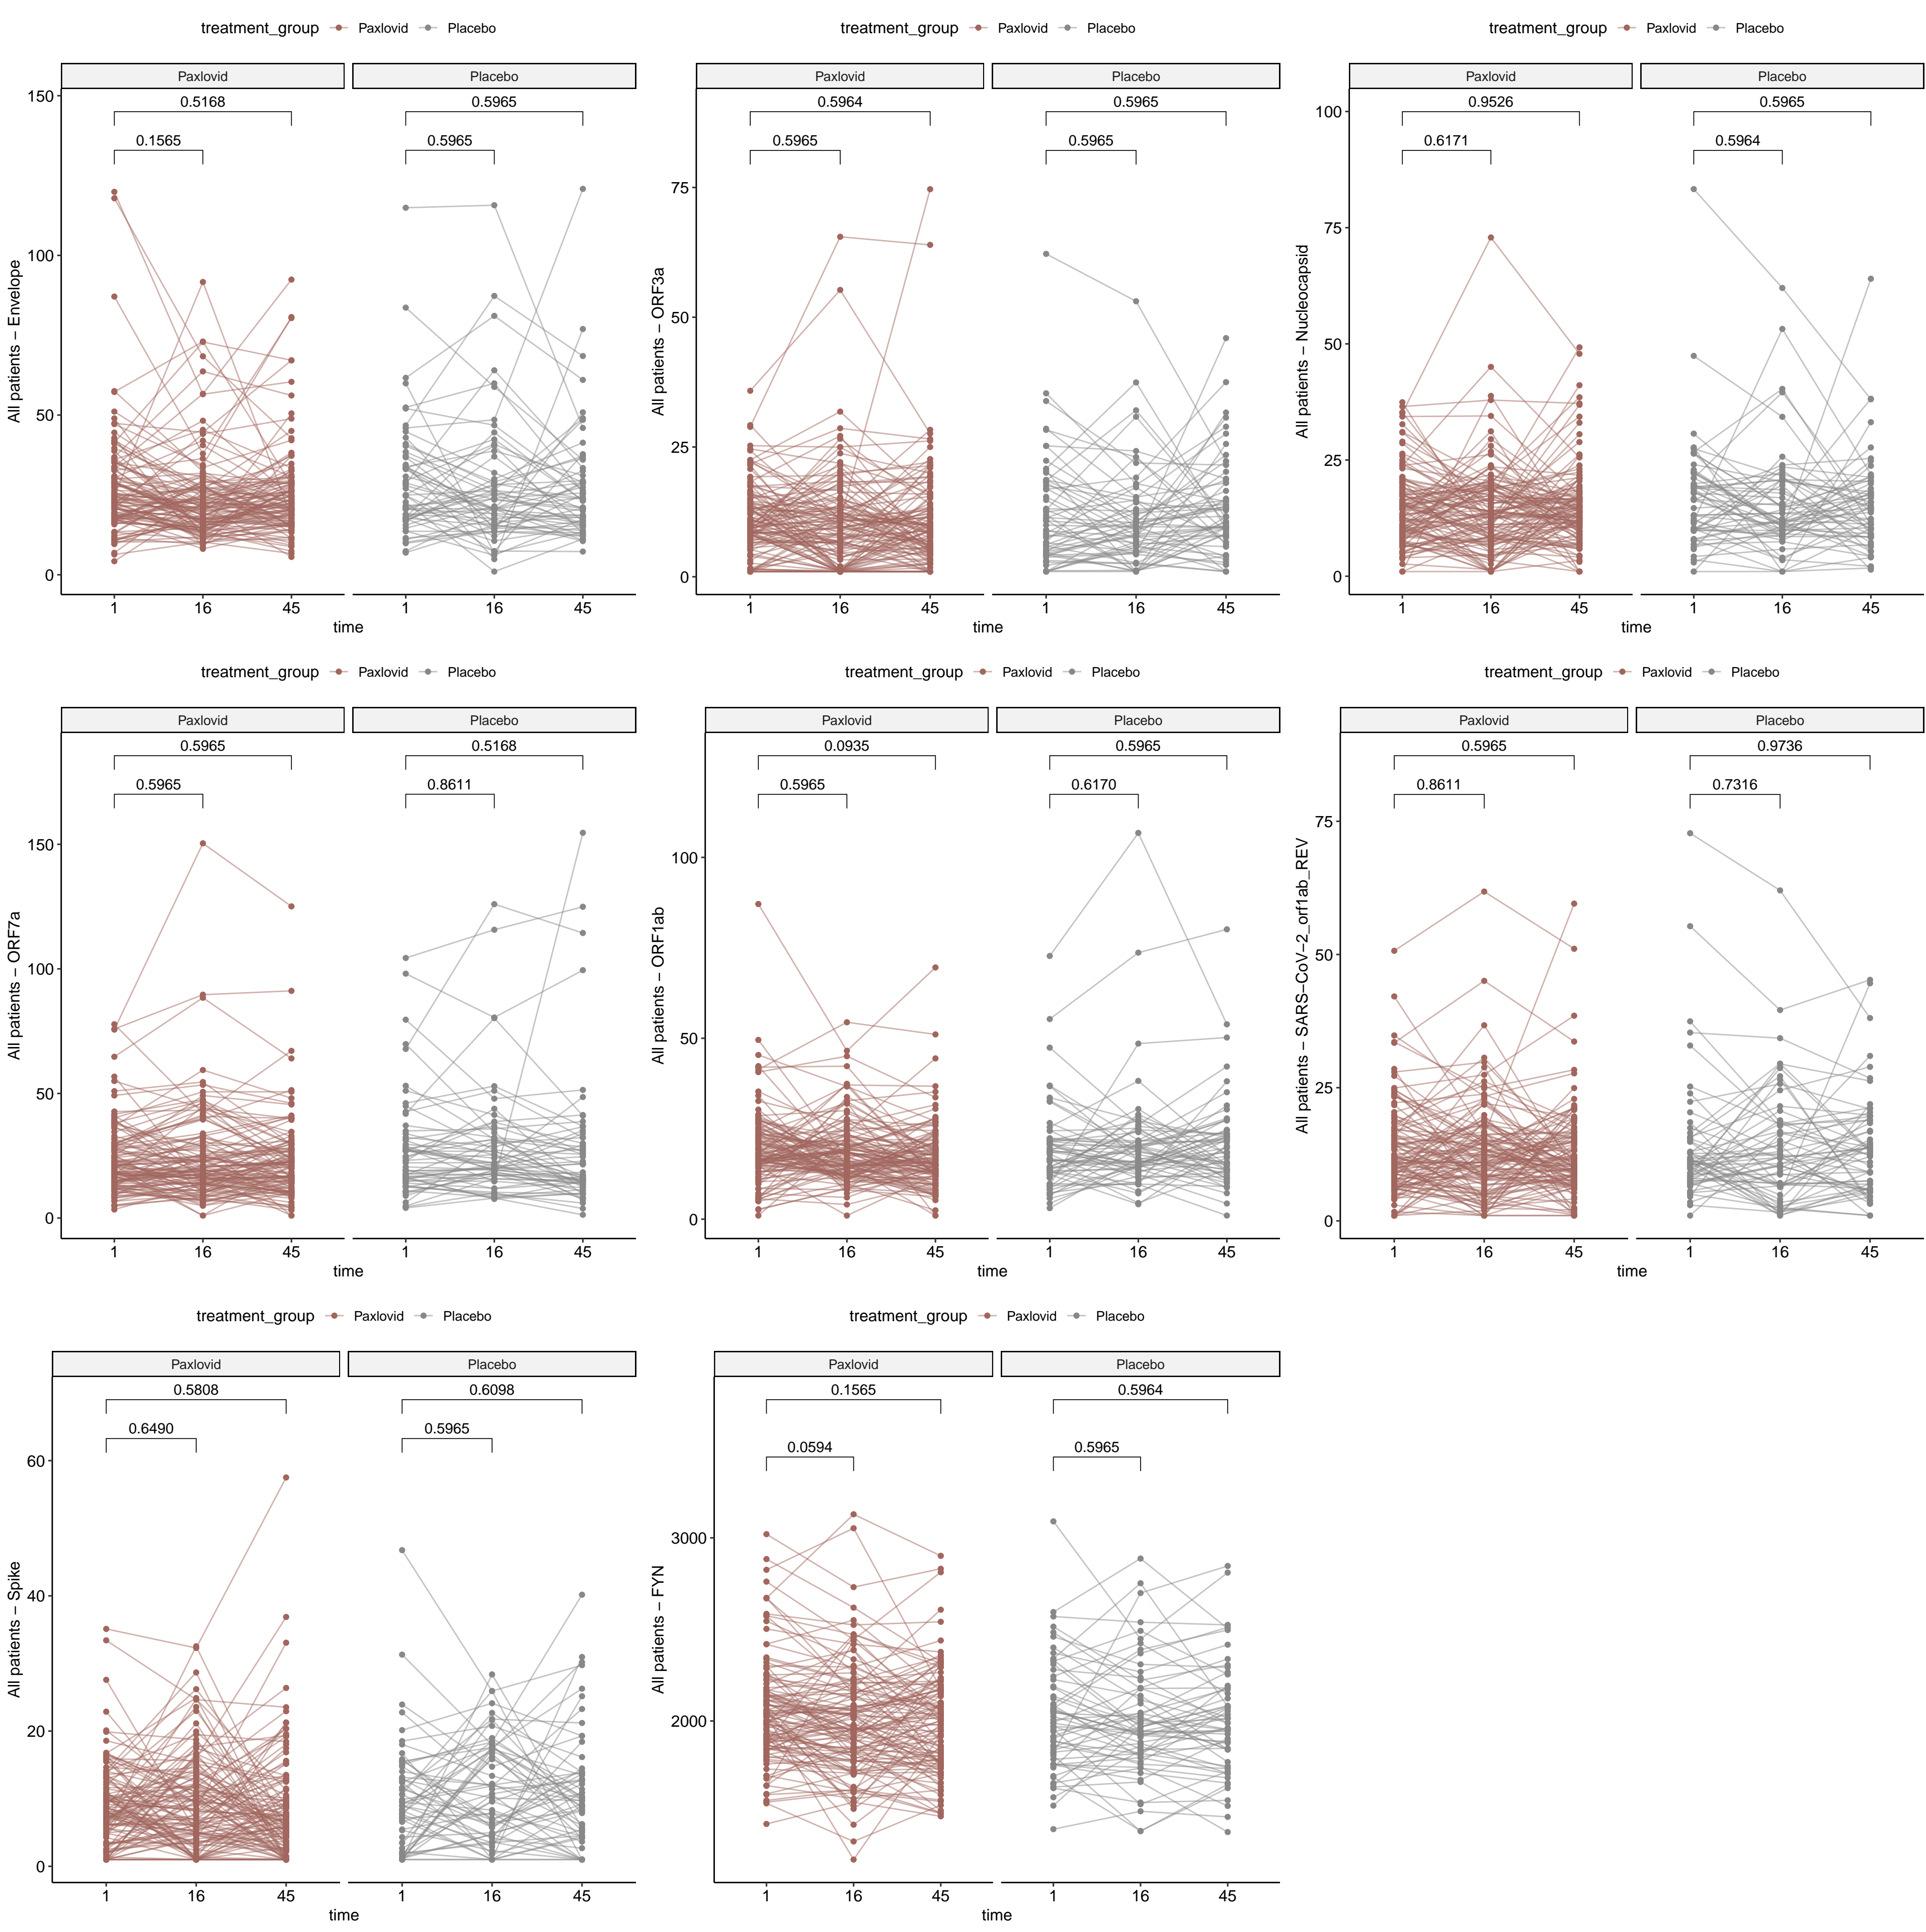 treatment_group Paxlovid Placebo
Paxlovid Placebo
0.5168 0.5965
0.1565 0.5965
All patients − Envelope
150
100
50
0
1 16 45 1 16 45
time
treatment_group Paxlovid Placebo
Paxlovid Placebo
0.5964 0.5965
0.5965 0.5965
All patients − ORF3a
75
50
25
0
1 16 45 1 16 45
time
treatment_group Paxlovid Placebo
Paxlovid Placebo
0.9526 0.5965
0.6171 0.5964
All patients − Nucleocapsid
100
75
50
25
0
1 16 45 1 16 45
time
treatment_group Paxlovid Placebo
Paxlovid Placebo
0.5965 0.5168
0.5965 0.8611
All patients − ORF7a
150
100
50
0
1 16 45 1 16 45
time
treatment_group Paxlovid Placebo
Paxlovid Placebo
0.0935 0.5965
0.5965 0.6170
All patients − ORF1ab
100
50
0
1 16 45 1 16 45
time
treatment_group Paxlovid Placebo
Paxlovid Placebo
0.5965 0.9736
0.8611 0.7316
All patients − SARS−CoV−2_orf1ab_REV
75
50
25
0
1 16 45 1 16 45
time
treatment_group Paxlovid Placebo
Paxlovid Placebo
0.5808 0.6098
0.6490 0.5965
All patients − Spike
60
40
20
0
1 16 45 1 16 45
time
treatment_group Paxlovid Placebo
Paxlovid Placebo
0.1565 0.5964
0.0594 0.5965
All patients − FYN
3000
2000
1 16 45 1 16 45
time